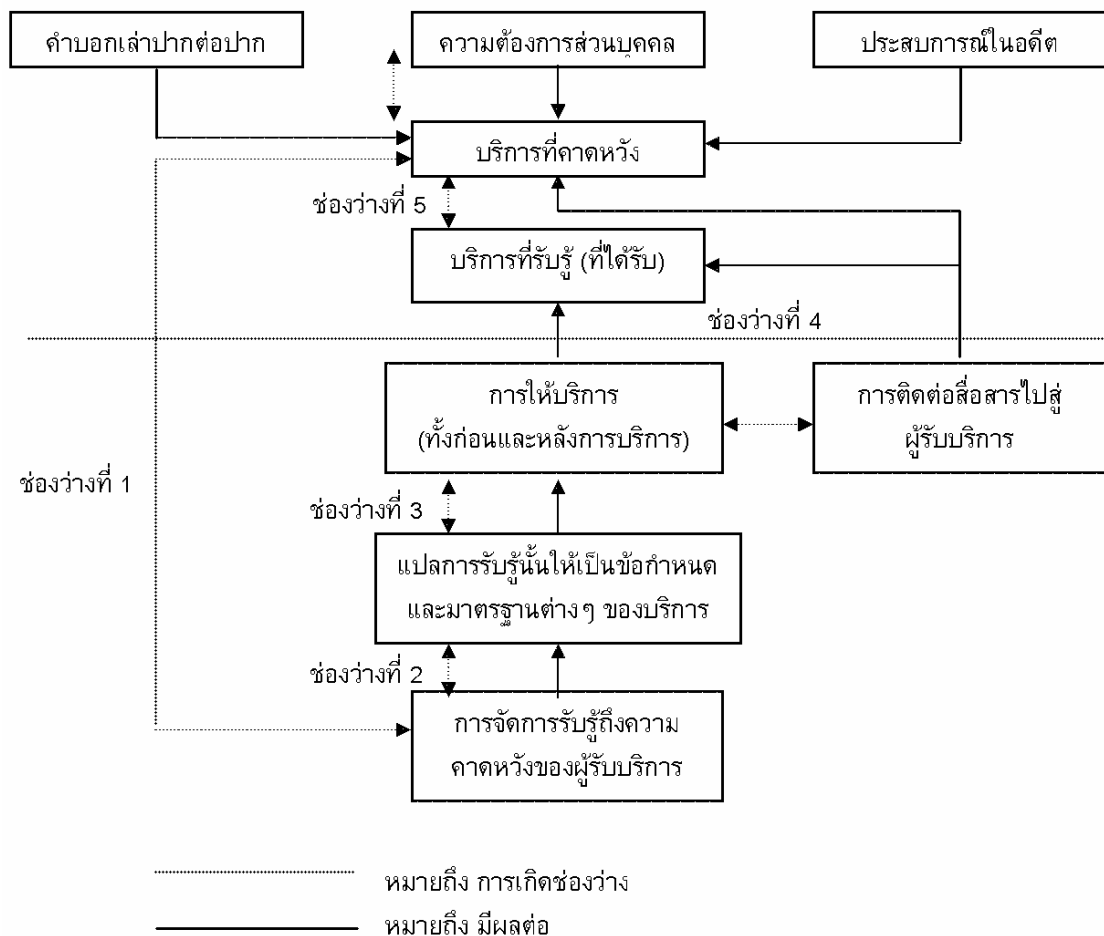 คำบอกเล่าปากต่อปาก
ความต้องการส่วนบุคคล
ประสบการณ์ในอดีต
บริการที่คาดหวัง
ช่องว่างที่ 5
บริการที่รับรู้ (ที่ได้รับ)
ช่องว่างที่ 4
การให้บริการ
(ทั้งก่อนและหลังการบริการ)
การติดต่อสื่อสารไปสู่
ผู้รับบริการ
ช่องว่างที่ 1
ช่องว่างที่ 3
แปลการรับรู้นั้นให้เป็นข้อกำหนด
และมาตรฐานต่างๆ ของบริการ
ช่องว่างที่ 2
การจัดการรับรู้ถึงความ
คาดหวังของผู้รับบริการ
หมายถึง การเกิดช่องว่าง
หมายถึง มีผลต่อ